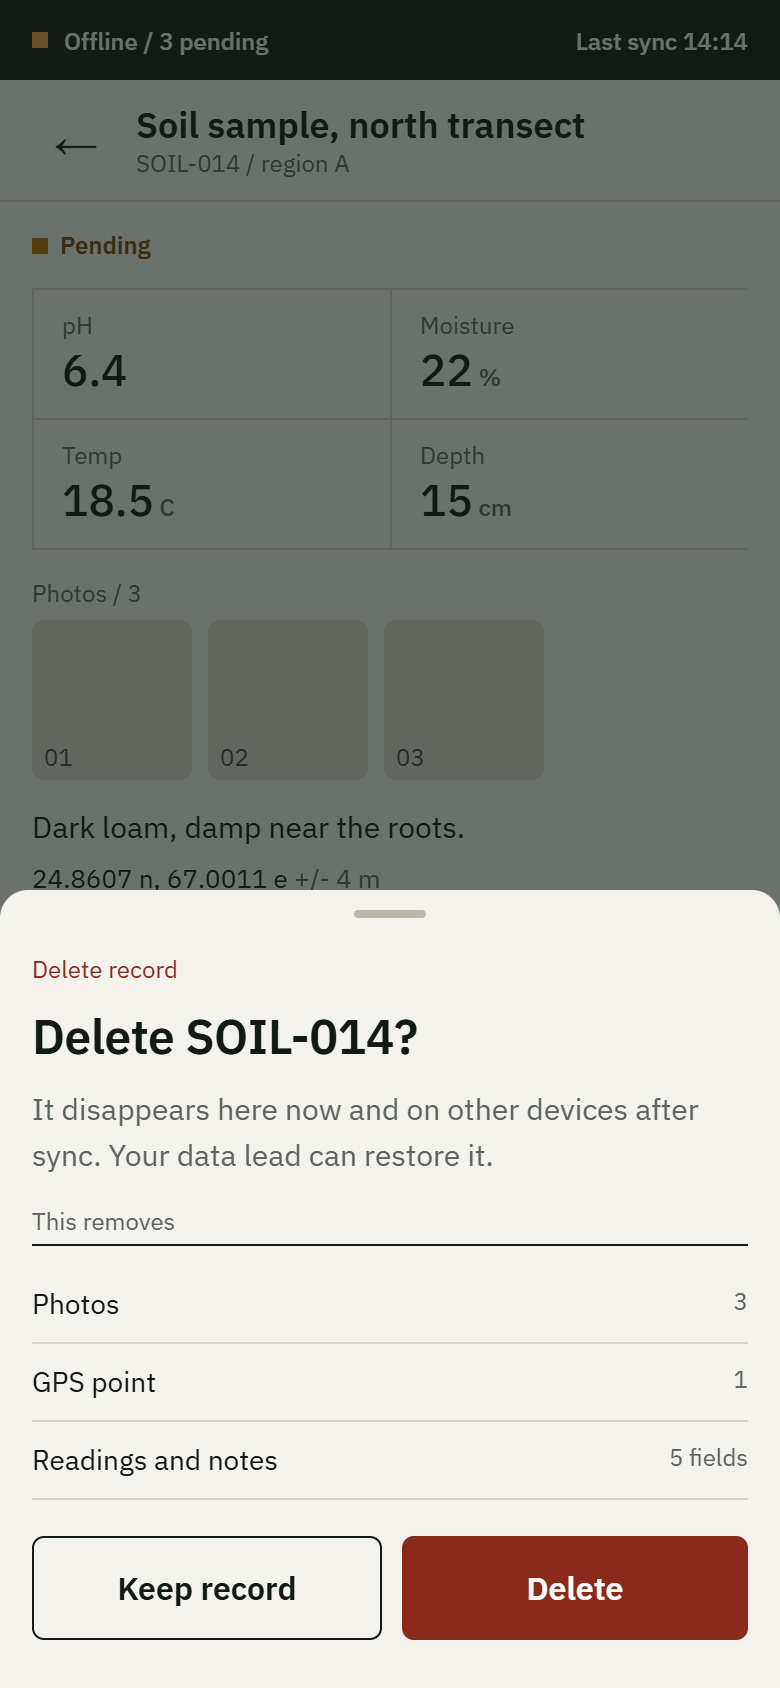 Offline / 3 pending
Last sync 14:14
←
Soil sample, north transect
SOIL-014 / region A
Pending
pH
6.4
Moisture
22 %
Temp
18.5 C
Depth
15 cm
Photos / 3
01
02
03
Dark loam, damp near the roots.
24.8607 n, 67.0011 e +/- 4 m
Delete record
Delete SOIL-014?
It disappears here now and on other devices after
sync. Your data lead can restore it.
This removes
Photos
3
GPS point
1
Readings and notes
5 fields
Keep record
Delete